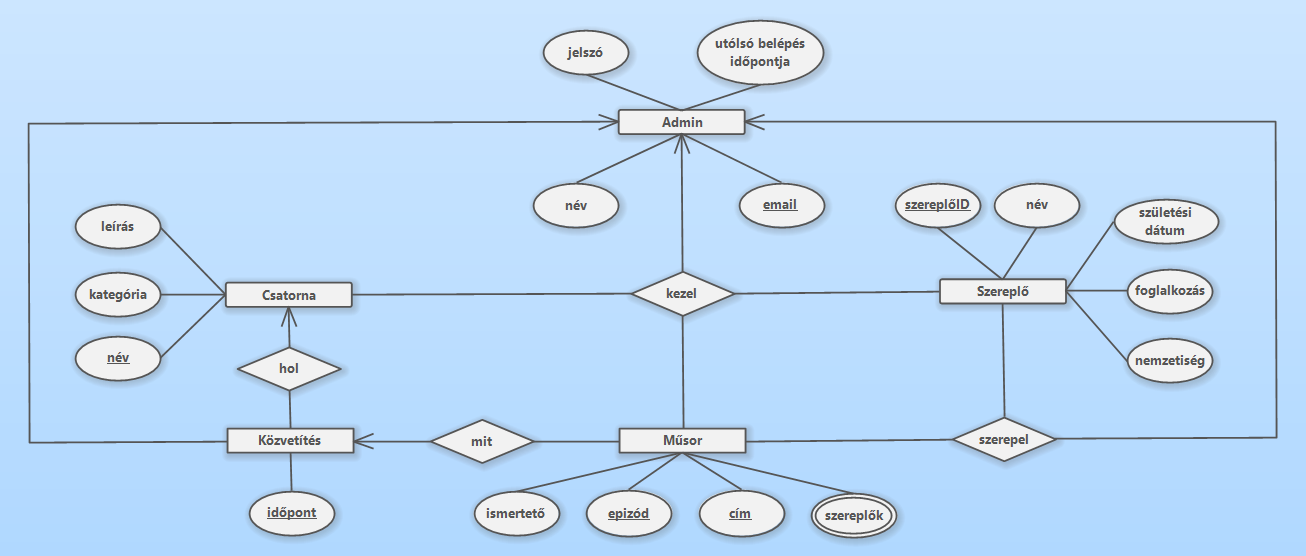 jelszó
utólsó belépés
időpontja
Admin
név
email
szereplőID
név
születési
dátum
leírás
kategória
Csatorna
kezel
Szereplő
foglalkozás
név
hol
nemzetiség
Közvetítés
mit
Műsor
szerepel
időpont
ismertető
epizód
cím
szereplők